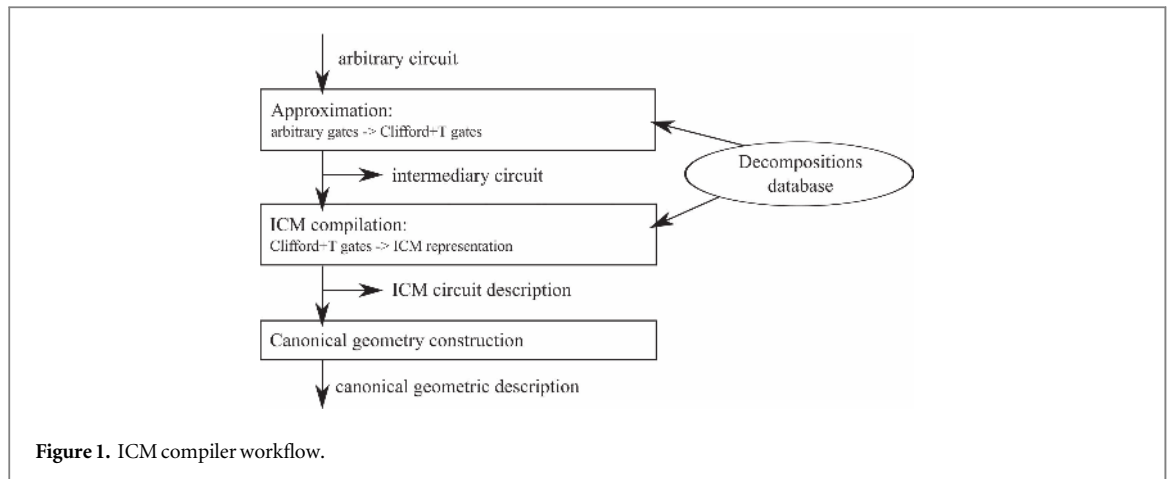 arbitrary circuit
Approximation:
arbitrary gates -> Clifford+T gates
Decompositions
database
intermediary circuit
ICM compilation:
Clifford+T gates -> ICM representation
ICM circuit description
Canonical geometry construction
canonical geometric description
Figure 1. ICM compiler workflow.